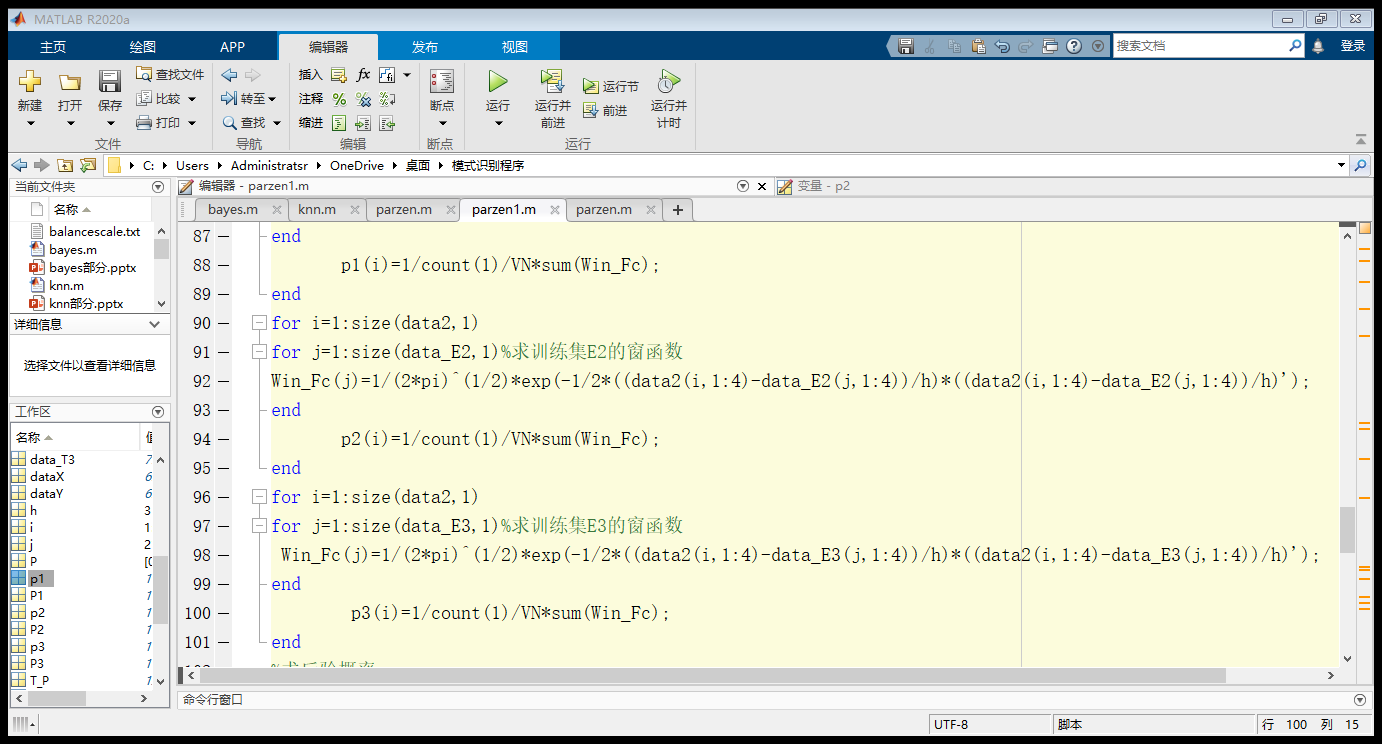 MATLAB R2020a
主页 绘图 APP 编辑器 发布 视图 搜索文档 登录
新建 打开 保存 查找文件 比较 打印 转至 查找 插入 fx 注释 缩进 断点 运行 运行并前进 运行节 前进 运行并计时
文件 导航 编辑 断点 运行
C: Users Administratsr OneDrive 桌面 模式识别程序
当前文件夹 编辑器 - parzen1.m 变量 - p2
名称
bayes.m knn.m parzen.m parzen1.m parzen.m
balancescale.txt
bayes.m
bayes部分.pptx
knn.m
knn部分.pptx
详细信息
选择文件以查看详细信息
工作区
名称
data_T3 7
dataX 6
dataY 6
h 3
i 1
j 2
P
p1 1
P1 1
p2 1
P2 1
p3 1
P3 1
T_P 1
87 end
88 p1(i)=1/count(1)/VN*sum(Win_Fc);
89 end
90 for i=1:size(data2,1)
91 for j=1:size(data_E2,1)%求训练集E2的窗函数
92 Win_Fc(j)=1/(2*pi)^(1/2)*exp(-1/2*((data2(i,1:4)-data_E2(j,1:4))/h)*((data2(i,1:4)-data_E2(j,1:4))/h)');
93 end
94 p2(i)=1/count(1)/VN*sum(Win_Fc);
95 end
96 for i=1:size(data2,1)
97 for j=1:size(data_E3,1)%求训练集E3的窗函数
98 Win_Fc(j)=1/(2*pi)^(1/2)*exp(-1/2*((data2(i,1:4)-data_E3(j,1:4))/h)*((data2(i,1:4)-data_E3(j,1:4))/h)');
99 end
100 p3(i)=1/count(1)/VN*sum(Win_Fc);
101 end
命令行窗口
UTF-8 脚本 行 100 列 15